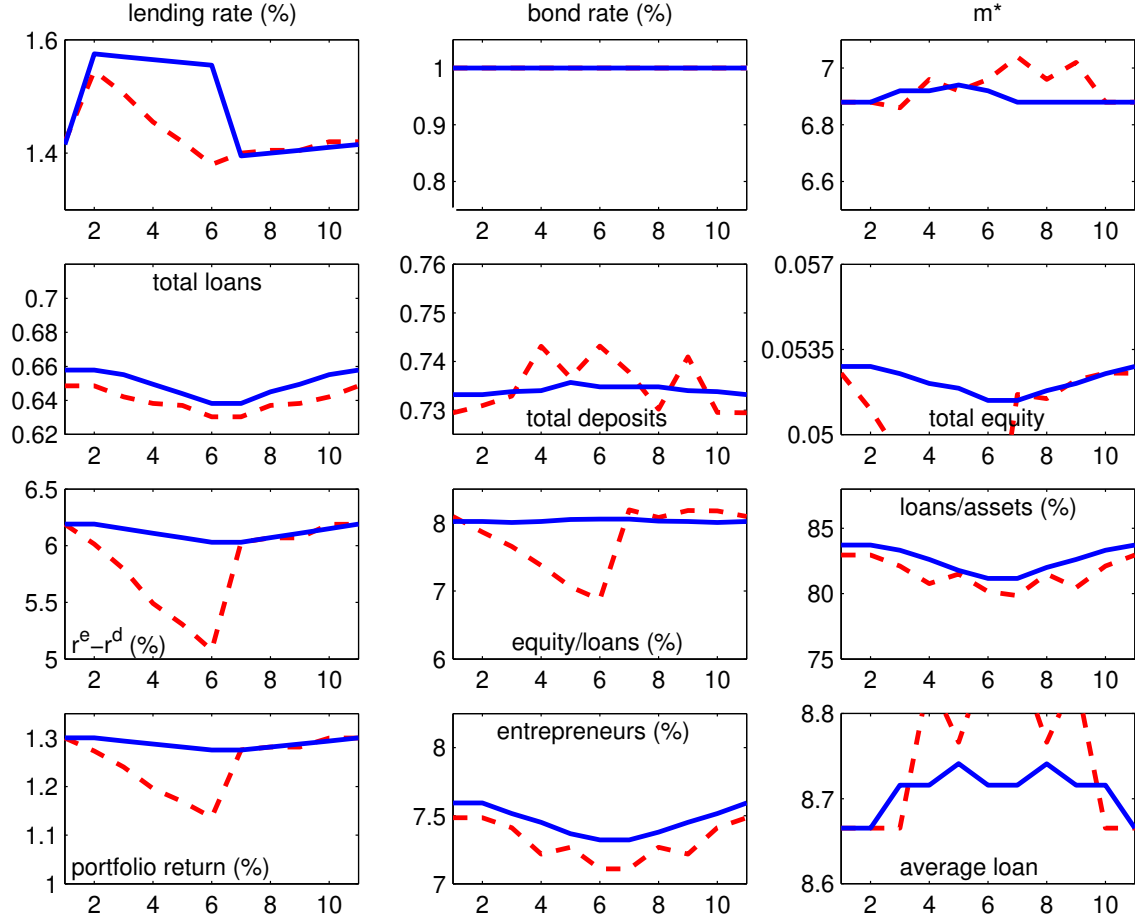 lending rate (%) bond rate (%) m*
1.6 1 7
1.4 0.9 6.8
0.8 6.6
2 4 6 8 10 2 4 6 8 10 2 4 6 8 10
total loans 0.76 0.057
0.7 0.75
0.68 0.0535
0.66 0.74
0.64 0.73 total deposits total equity
0.62 0.05
2 4 6 8 10 2 4 6 8 10 2 4 6 8 10
6.5 loans/assets (%)
6 8 85
5.5 7 80
r^e−r^d (%) equity/loans (%)
5 6 75
2 4 6 8 10 2 4 6 8 10 2 4 6 8 10
1.3 entrepreneurs (%) 8.8
1.2 8
1.1 7.5 8.7
portfolio return (%) average loan
1 7 8.6
2 4 6 8 10 2 4 6 8 10 2 4 6 8 10